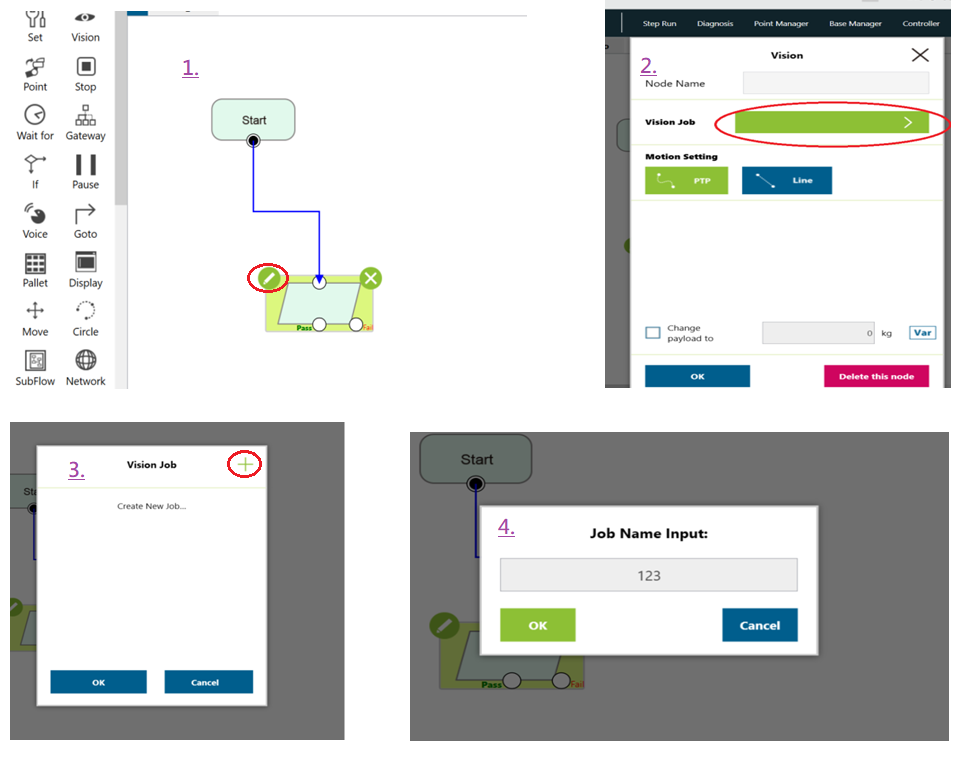 Set Vision
Point Stop
Wait for Gateway
If Pause
Voice Goto
Pallet Display
Move Circle
SubFlow Network
1.
Start
Pass Fail
Step Run Diagnosis Point Manager Base Manager Controller
Vision
2.
Node Name
Vision Job
Motion Setting
PTP Line
Change
payload to 0 kg Var
OK Delete this node
3.
Vision Job
Create New Job...
OK Cancel
Start
4.
Job Name Input:
123
OK Cancel
Pass Fail